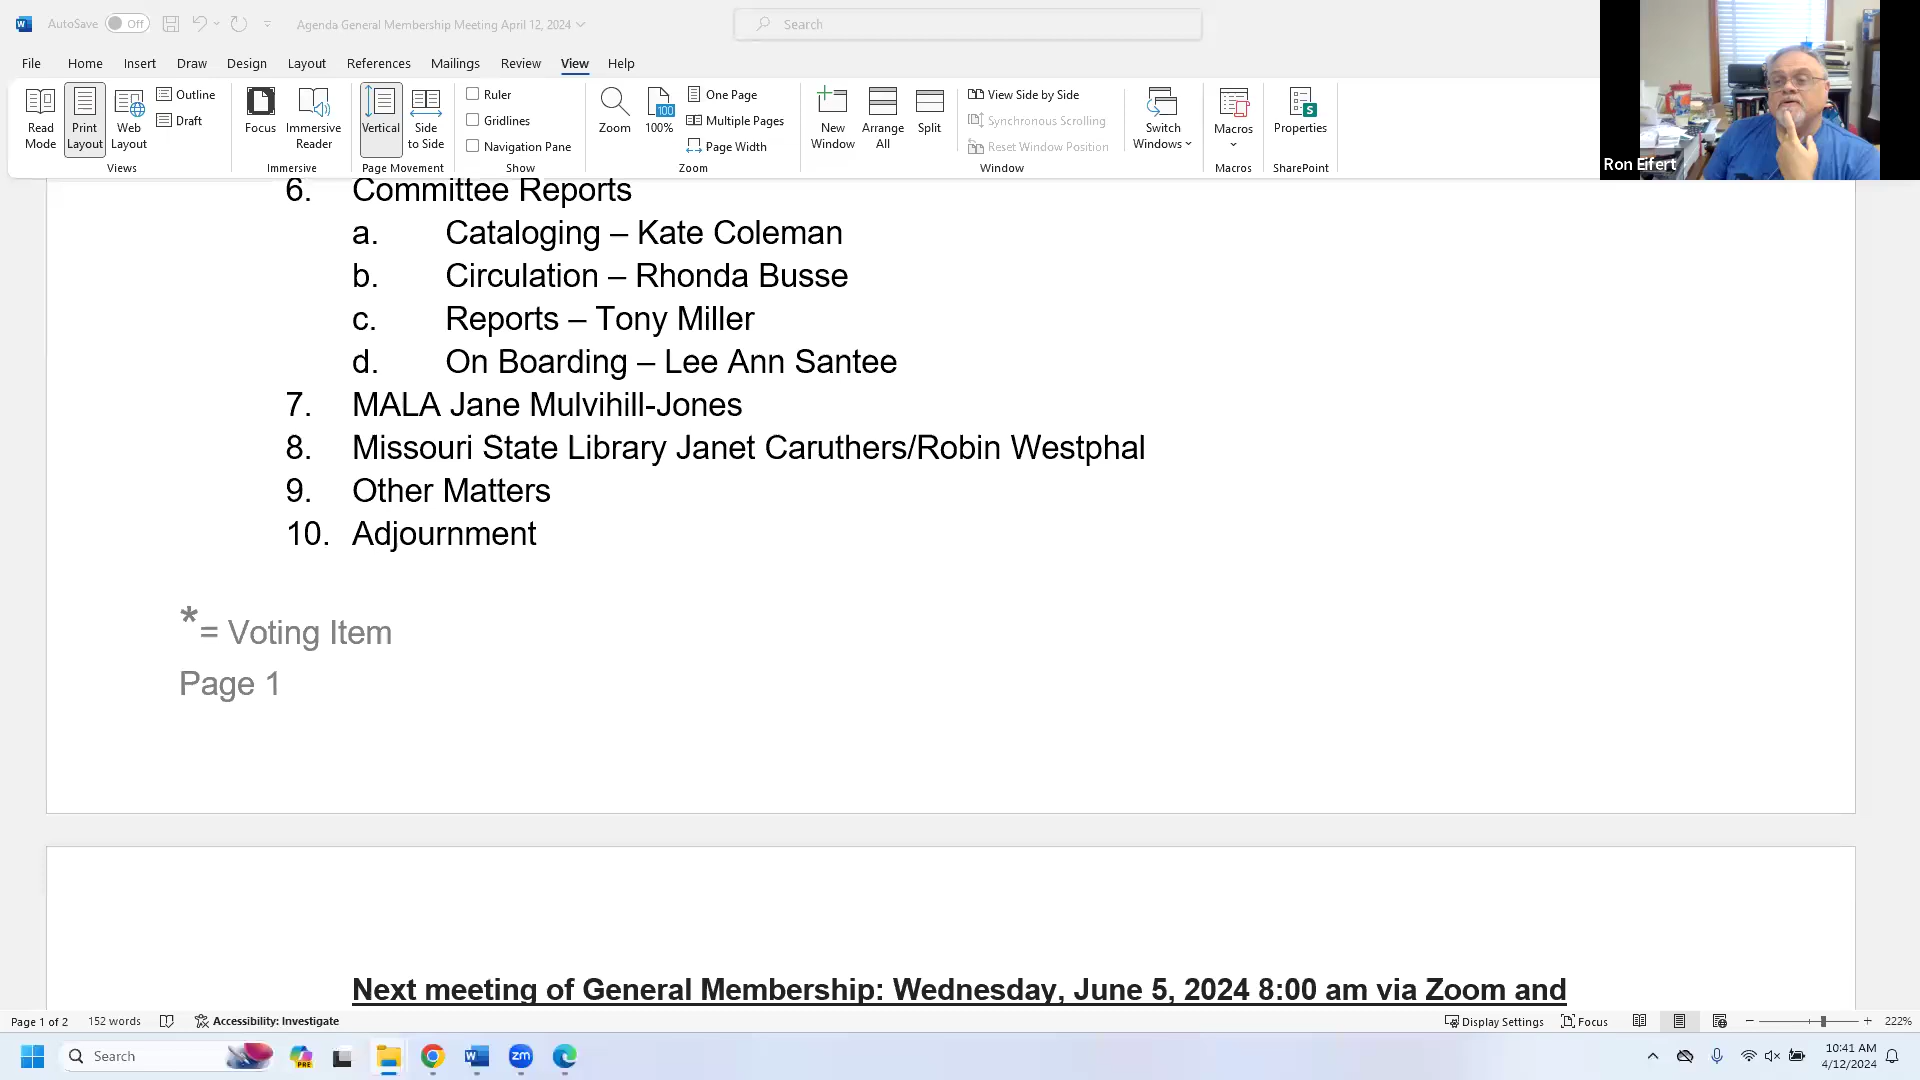 AutoSave Off Agenda General Membership Meeting April 12, 2024 Search
File Home Insert Draw Design Layout References Mailings Review View Help
Read Mode Print Layout Web Layout Outline Draft Views
Focus Immersive Reader Immersive
Vertical Side to Side Page Movement
Ruler Gridlines Navigation Pane Show
Zoom 100 100% One Page Multiple Pages Page Width Zoom
New Window Arrange All Split View Side by Side Synchronous Scrolling Reset Window Position Switch Windows Window
Macros Macros
Properties SharePoint
Ron Eifert
6. Committee Reports
a. Cataloging – Kate Coleman
b. Circulation – Rhonda Busse
c. Reports – Tony Miller
d. On Boarding – Lee Ann Santee
7. MALA Jane Mulvihill-Jones
8. Missouri State Library Janet Caruthers/Robin Westphal
9. Other Matters
10. Adjournment
*= Voting Item
Page 1
Next meeting of General Membership: Wednesday, June 5, 2024 8:00 am via Zoom and
Page 1 of 2 152 words Accessibility: Investigate Display Settings Focus 222%
Search PRE W zm 10:41 AM
4/12/2024